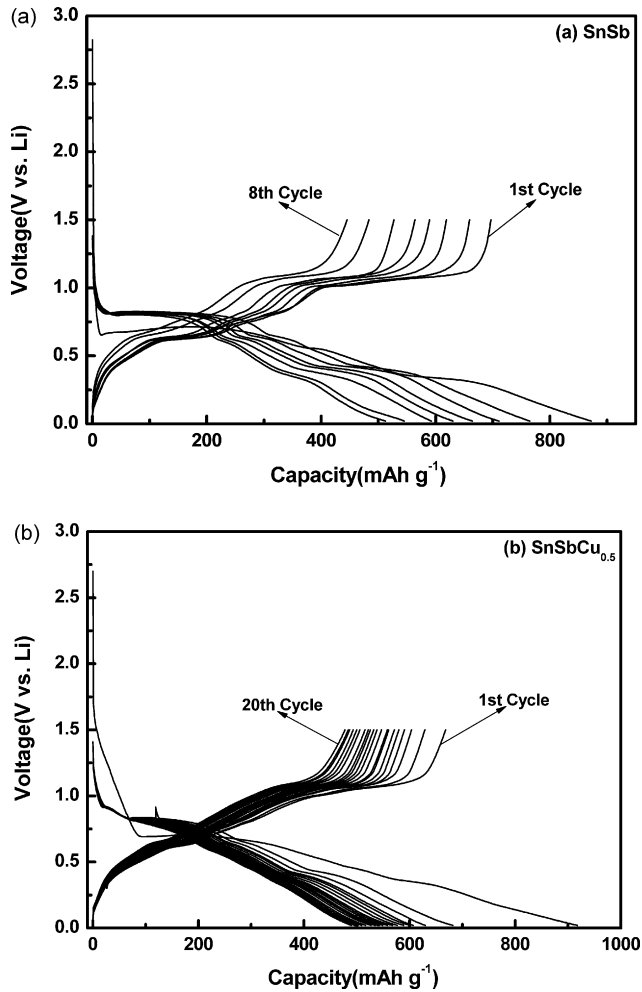 (a)
(a) SnSb
3.0
2.5
2.0
1.5
1.0
0.5
0.0
Voltage(V vs. Li)
8th Cycle
1st Cycle
0 200 400 600 800
Capacity(mAh g⁻¹)
(b)
(b) SnSbCu₀.₅
3.0
2.5
2.0
1.5
1.0
0.5
0.0
Voltage(V vs. Li)
20th Cycle
1st Cycle
0 200 400 600 800 1000
Capacity(mAh g⁻¹)